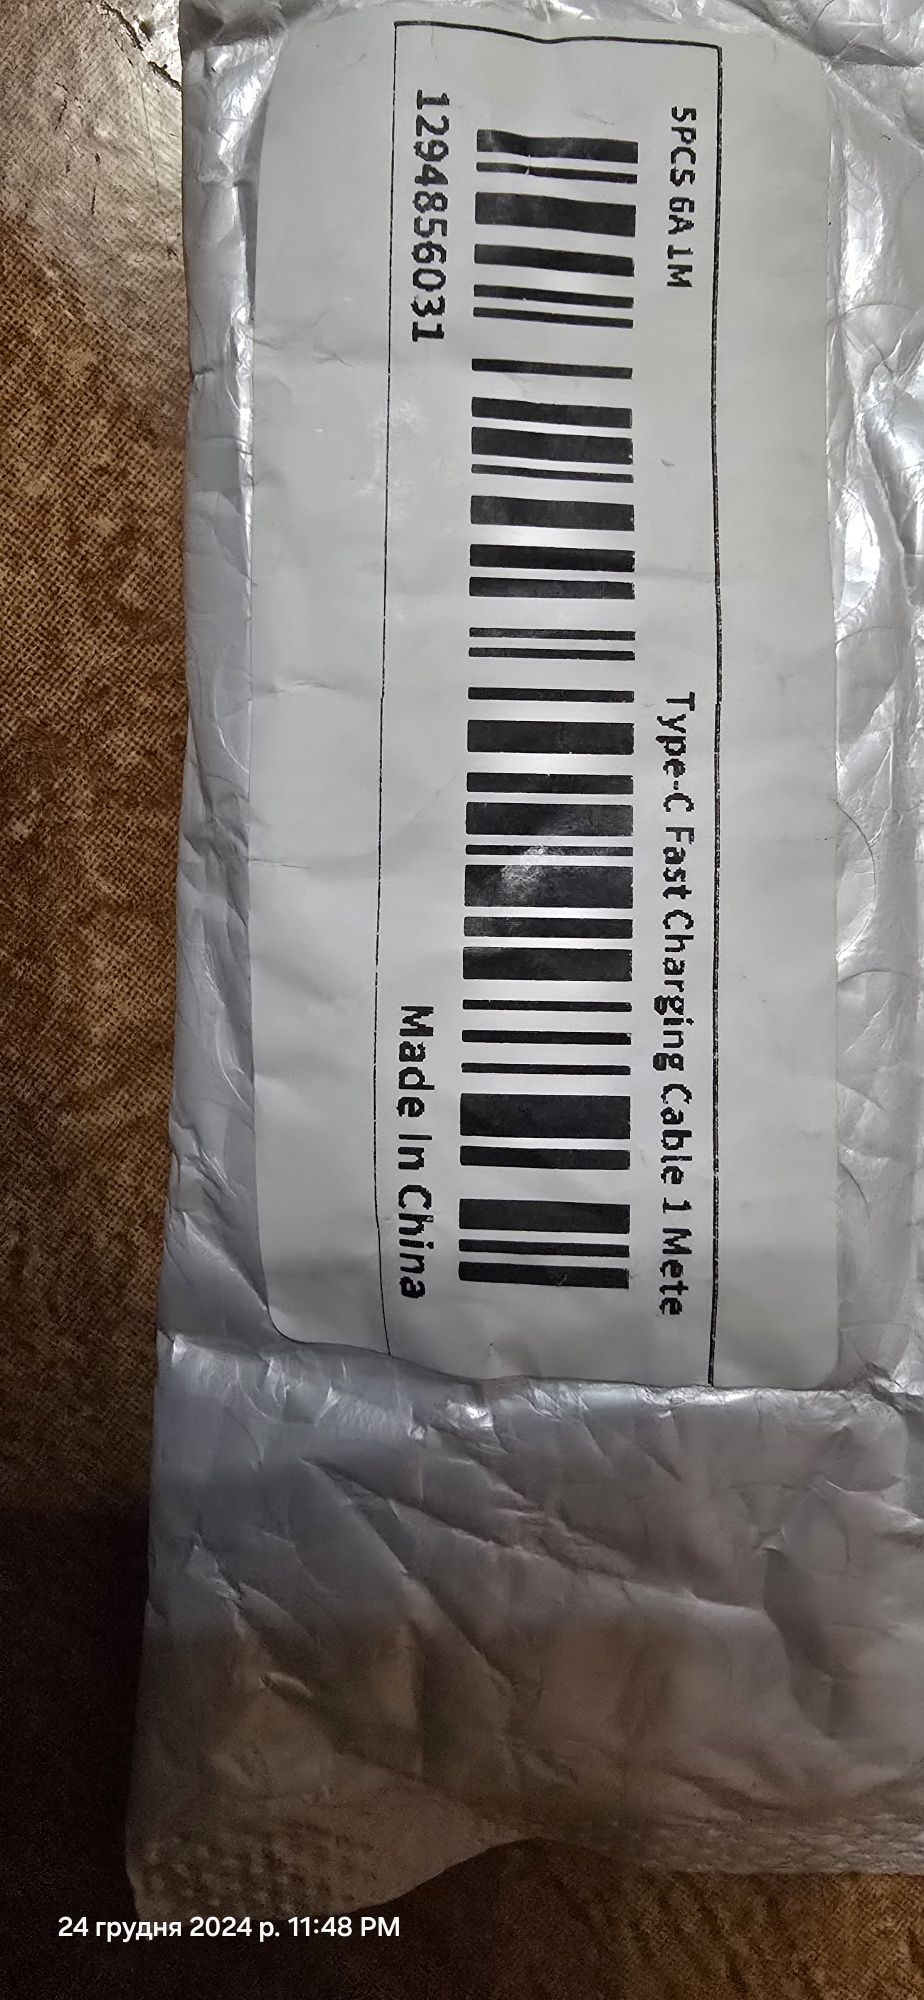 5PCS 6A 1M
Type-C Fast Charging Cable 1 Mete
1294856031
Made In China
24 грудня 2024 р. 11:48 PM